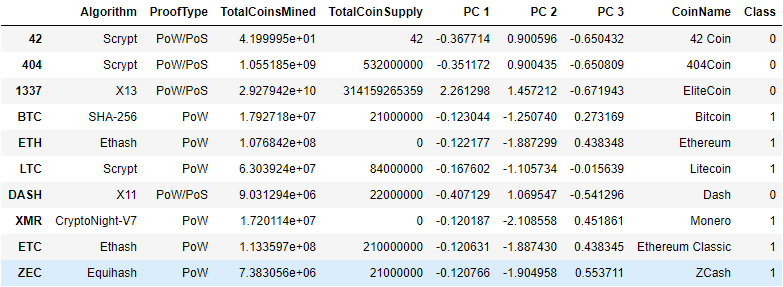 Algorithm ProofType TotalCoinsMined TotalCoinSupply PC 1 PC 2 PC 3 CoinName Class
42 Scrypt PoW/PoS 4.199995e+01 42 -0.367714 0.900596 -0.650432 42 Coin 0
404 Scrypt PoW/PoS 1.055185e+09 532000000 -0.351172 0.900435 -0.650809 404Coin 0
1337 X13 PoW/PoS 2.927942e+10 314159265359 2.261298 1.457212 -0.671943 EliteCoin 0
BTC SHA-256 PoW 1.792718e+07 21000000 -0.123044 -1.250740 0.273169 Bitcoin 1
ETH Ethash PoW 1.076842e+08 0 -0.122177 -1.887299 0.438348 Ethereum 1
LTC Scrypt PoW 6.303924e+07 84000000 -0.167602 -1.105734 -0.015639 Litecoin 1
DASH X11 PoW/PoS 9.031294e+06 22000000 -0.407129 1.069547 -0.541296 Dash 0
XMR CryptoNight-V7 PoW 1.720114e+07 0 -0.120187 -2.108558 0.451861 Monero 1
ETC Ethash PoW 1.133597e+08 210000000 -0.120631 -1.887430 0.438345 Ethereum Classic 1
ZEC Equihash PoW 7.383056e+06 21000000 -0.120766 -1.904958 0.553711 ZCash 1